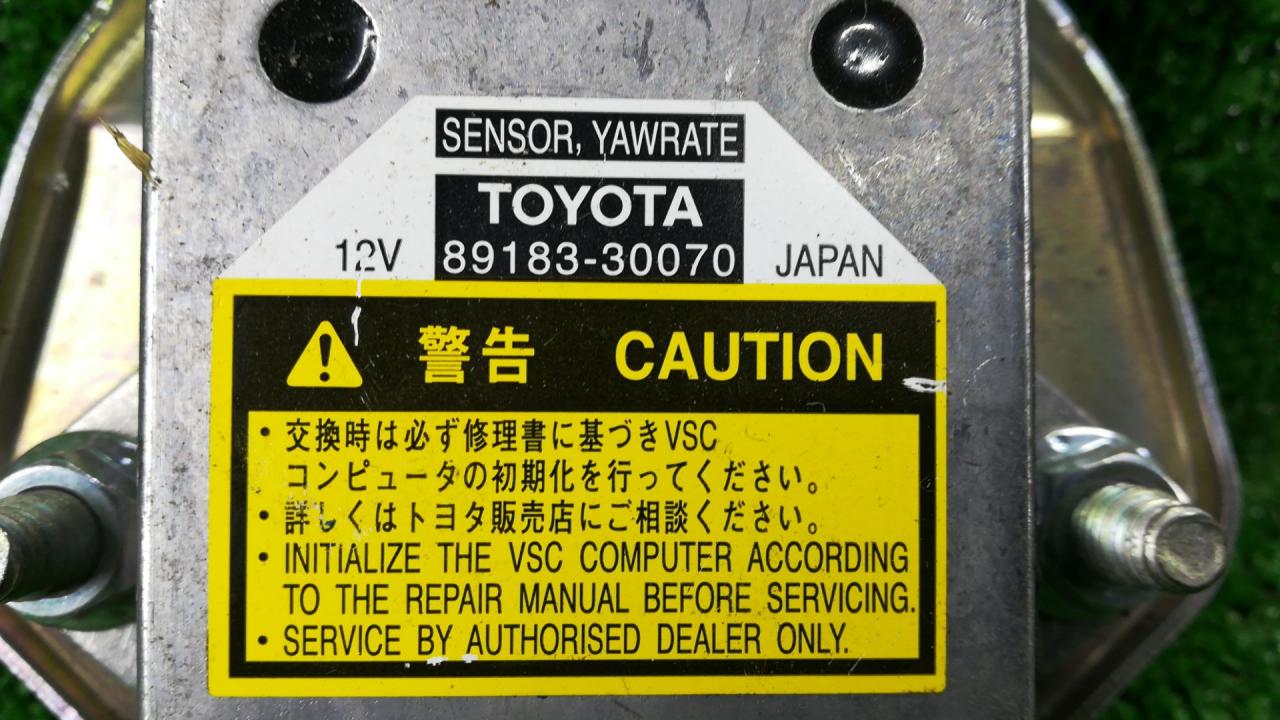 SENSOR, YAWRATE
TOYOTA
12V 89183-30070 JAPAN
警告 CAUTION
・交換時は必ず修理書に基づきVSC
コンピュータの初期化を行ってください。
・詳しくはトヨタ販売店にご相談ください。
• INITIALIZE THE VSC COMPUTER ACCORDING
TO THE REPAIR MANUAL BEFORE SERVICING.
• SERVICE BY AUTHORISED DEALER ONLY.